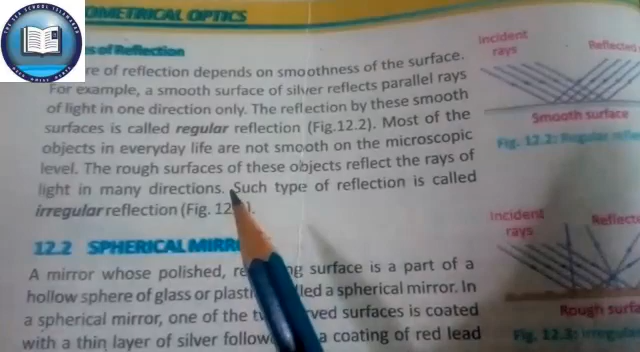 OMETRICAL OPTICS
s of Reflection
re of reflection depends on smoothness of the surface.
For example, a smooth surface of silver reflects parallel rays
of light in one direction only. The reflection by these smooth
surfaces is called regular reflection (Fig.12.2). Most of the
objects in everyday life are not smooth on the microscopic
level. The rough surfaces of these objects reflect the rays of
light in many directions. Such type of reflection is called
irregular reflection (Fig. 12.
12.2 SPHERICAL MIRR
A mirror whose polished, re ng surface is a part of a
hollow sphere of glass or plasti lled a spherical mirror. In
a spherical mirror, one of the tw rved surfaces is coated
with a thin layer of silver follow a coating of red lead
Incident
rays
Reflected
Smooth surface
Fig. 12.2: Regular refle
Incident
rays
Reflecte
Rough surfa
Fig. 12.3: Irregula